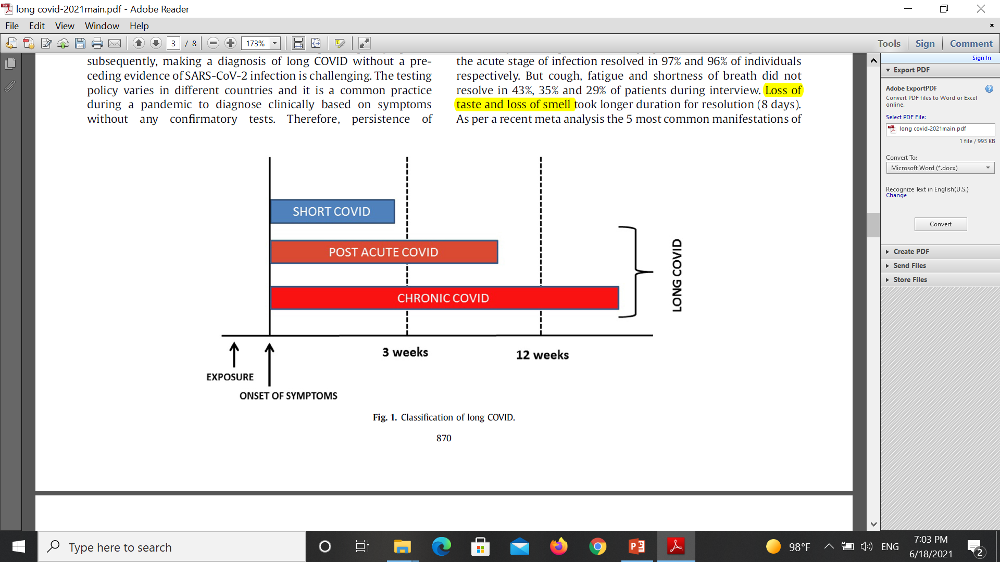 long covid-2021main.pdf - Adobe Reader
File Edit View Window Help
3 / 8 173% Tools Sign Comment
subsequently, making a diagnosis of long COVID without a pre-
ceding evidence of SARS-CoV-2 infection is challenging. The testing
policy varies in different countries and it is a common practice
during a pandemic to diagnose clinically based on symptoms
without any confirmatory tests. Therefore, persistence of
the acute stage of infection resolved in 97% and 96% of individuals
respectively. But cough, fatigue and shortness of breath did not
resolve in 43%, 35% and 29% of patients during interview. Loss of
taste and loss of smell took longer duration for resolution (8 days).
As per a recent meta analysis the 5 most common manifestations of
SHORT COVID
POST ACUTE COVID
CHRONIC COVID
LONG COVID
3 weeks
12 weeks
EXPOSURE
ONSET OF SYMPTOMS
Fig. 1. Classification of long COVID.
870
Sign In
Export PDF
Adobe ExportPDF
Convert PDF files to Word or Excel
online.
Select PDF File:
long covid-2021main.pdf
1 file / 993 KB
Convert To:
Microsoft Word (*.docx)
Recognize Text in English(U.S.)
Change
Convert
Create PDF
Send Files
Store Files
Type here to search
98°F
ENG
7:03 PM
6/18/2021
2